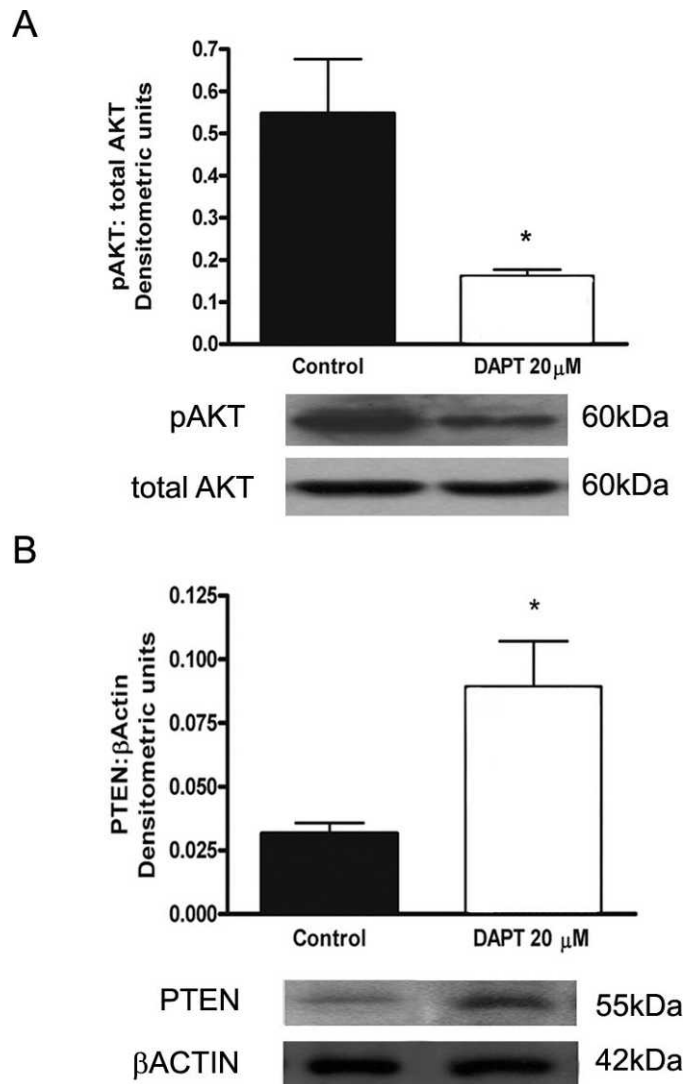 A
0.7
0.6
0.5
0.4
0.3
0.2
0.1
0.0
pAKT: total AKT
Densitometric units
*
Control DAPT 20μM
pAKT 60kDa
total AKT 60kDa
B
0.125
0.100
0.075
0.050
0.025
0.000
PTEN:βActin
Densitometric units
*
Control DAPT 20 μM
PTEN 55kDa
βACTIN 42kDa